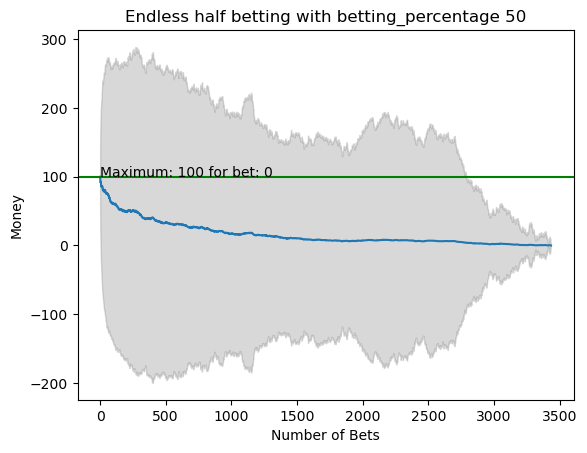 Endless half betting with betting_percentage 50
300
200
Maximum: 100 for bet: 0
100
0
−100
−200
Money
0 500 1000 1500 2000 2500 3000 3500
Number of Bets